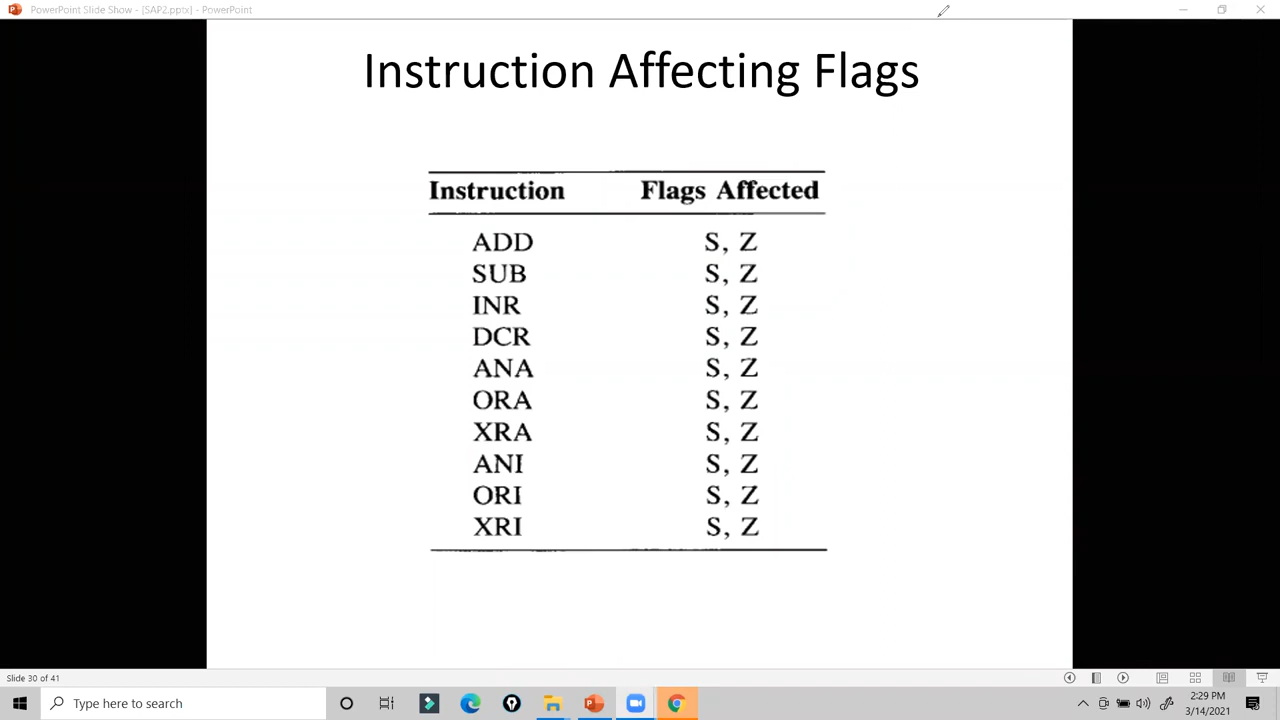 PowerPoint Slide Show - [SAP2.pptx] - PowerPoint
Instruction Affecting Flags
Instruction Flags Affected
ADD S, Z
SUB S, Z
INR S, Z
DCR S, Z
ANA S, Z
ORA S, Z
XRA S, Z
ANI S, Z
ORI S, Z
XRI S, Z
Slide 30 of 41
Type here to search
2:29 PM
3/14/2021